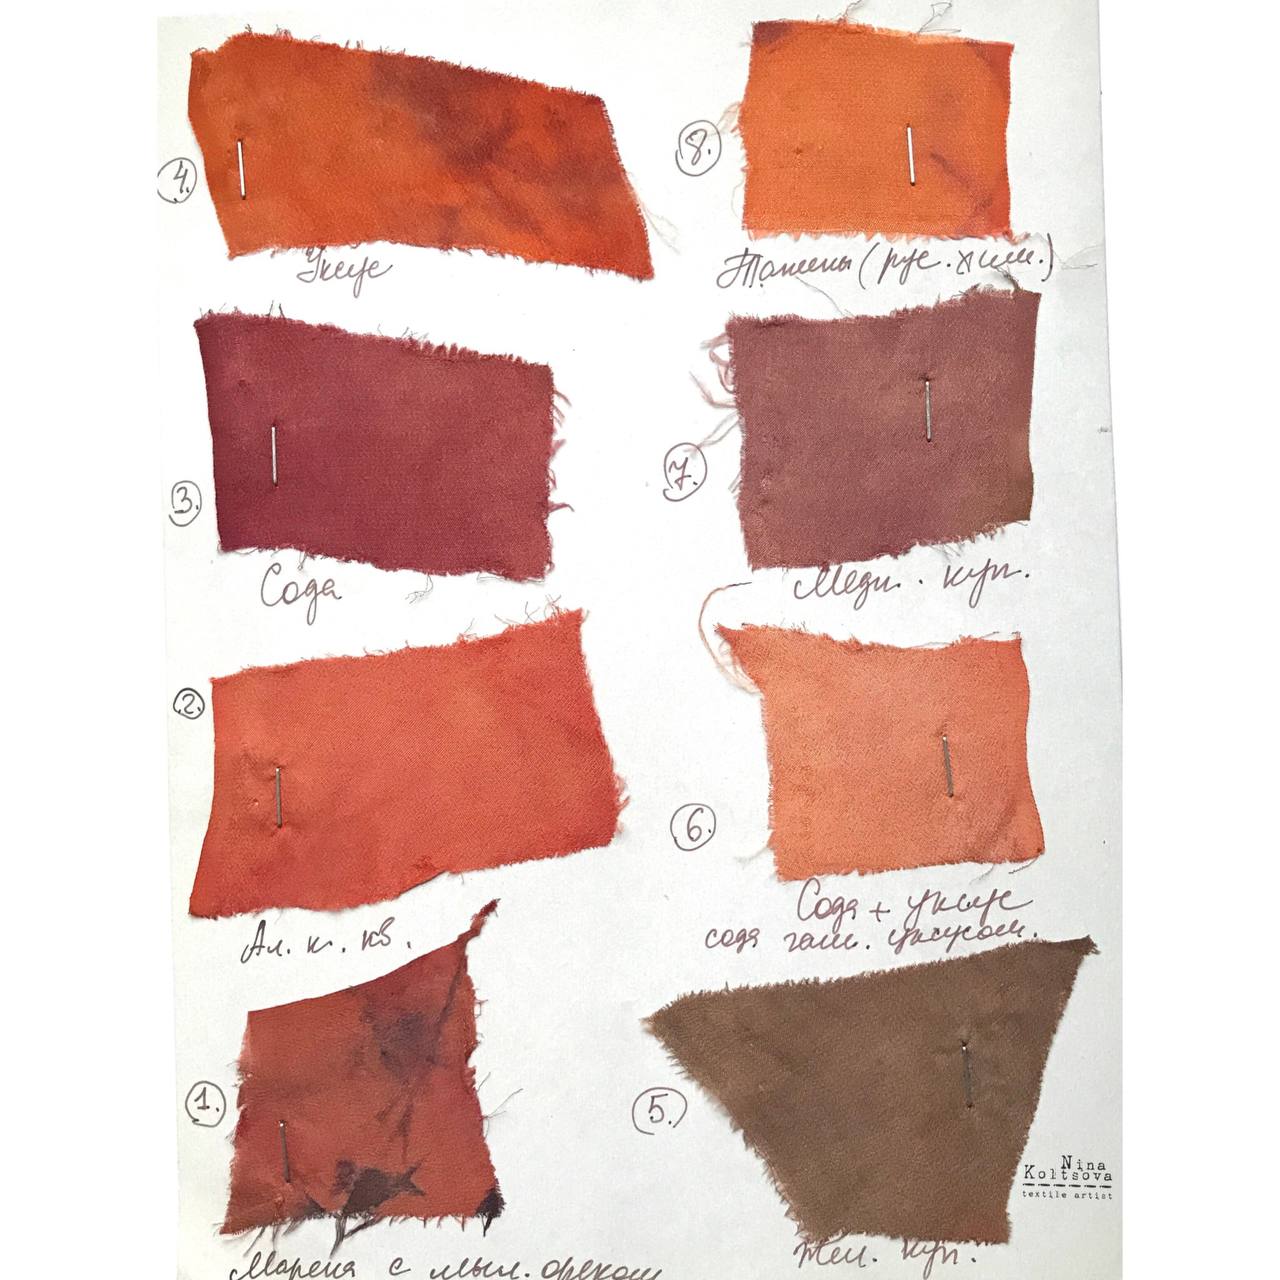 4.
Уксус
8.
Танины (рус. хим.)
3.
Сода
7.
Медн. куп.
2.
Ал. к. кв.
6.
Сода + уксус
сода гаш. уксусом.
1.
Марена с мыл. орехом
5.
Жел. куп.
Nina
Koltsova
textile artist